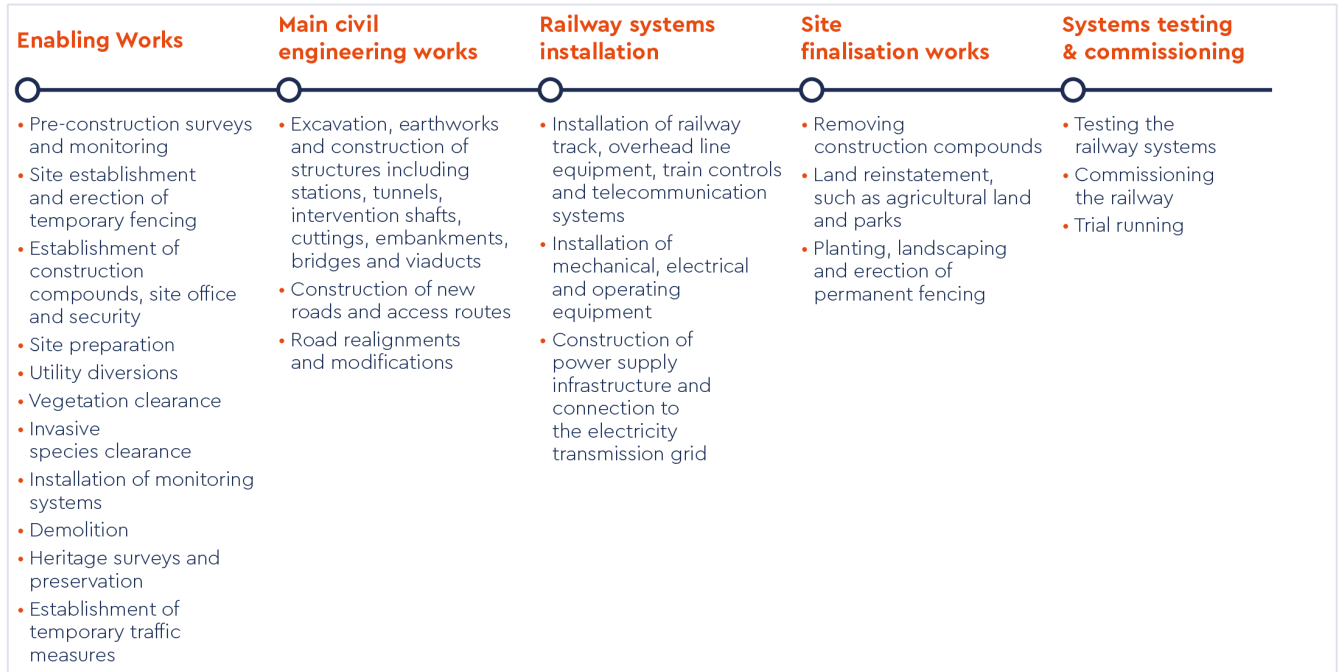 Enabling Works
• Pre-construction surveys
and monitoring
• Site establishment
and erection of
temporary fencing
• Establishment of
construction
compounds, site office
and security
• Site preparation
• Utility diversions
• Vegetation clearance
• Invasive
species clearance
• Installation of monitoring
systems
• Demolition
• Heritage surveys and
preservation
• Establishment of
temporary traffic
measures
Main civil
engineering works
• Excavation, earthworks
and construction of
structures including
stations, tunnels,
intervention shafts,
cuttings, embankments,
bridges and viaducts
• Construction of new
roads and access routes
• Road realignments
and modifications
Railway systems
installation
• Installation of railway
track, overhead line
equipment, train controls
and telecommunication
systems
• Installation of
mechanical, electrical
and operating
equipment
• Construction of
power supply
infrastructure and
connection to
the electricity
transmission grid
Site
finalisation works
• Removing
construction compounds
• Land reinstatement,
such as agricultural land
and parks
• Planting, landscaping
and erection of
permanent fencing
Systems testing
& commissioning
• Testing the
railway systems
• Commissioning
the railway
• Trial running